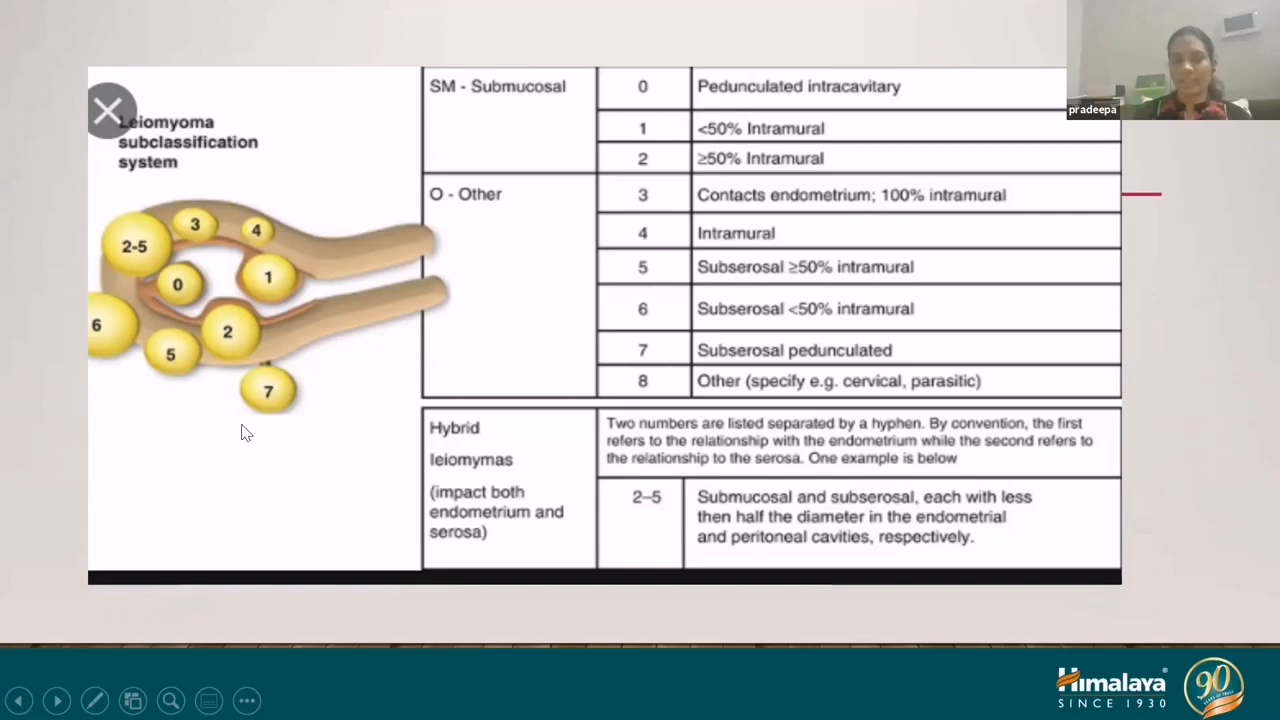 pradeepa
Leiomyoma
subclassification
system
2-5
3
4
0
1
6
5
2
7
SM - Submucosal
0
Pedunculated intracavitary
1
<50% Intramural
2
≥50% Intramural
O - Other
3
Contacts endometrium; 100% intramural
4
Intramural
5
Subserosal ≥50% intramural
6
Subserosal <50% intramural
7
Subserosal pedunculated
8
Other (specify e.g. cervical, parasitic)
Hybrid
leiomymas
(impact both
endometrium and
serosa)
Two numbers are listed separated by a hyphen. By convention, the first
refers to the relationship with the endometrium while the second refers to
the relationship to the serosa. One example is below
2–5
Submucosal and subserosal, each with less
then half the diameter in the endometrial
and peritoneal cavities, respectively.
Himalaya®
SINCE 1930
90